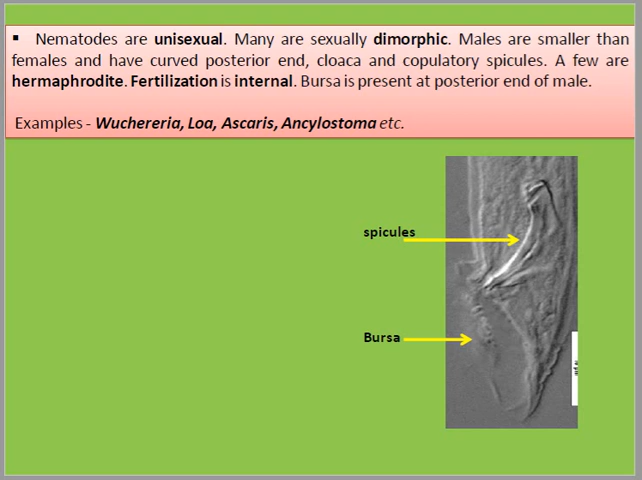 ▪ Nematodes are unisexual. Many are sexually dimorphic. Males are smaller than
females and have curved posterior end, cloaca and copulatory spicules. A few are
hermaphrodite. Fertilization is internal. Bursa is present at posterior end of male.
Examples - Wuchereria, Loa, Ascaris, Ancylostoma etc.
spicules
Bursa